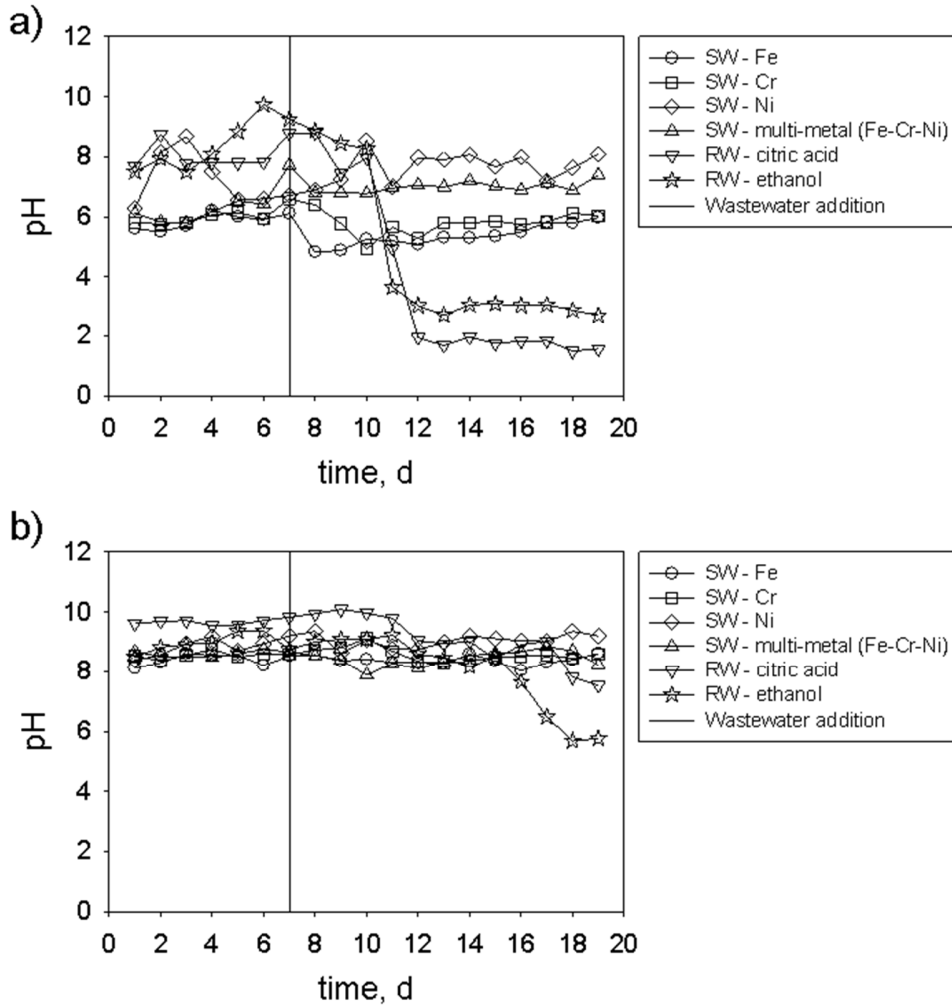 a)
12
10
8
6
4
2
0
pH
0 2 4 6 8 10 12 14 16 18 20
time, d
SW - Fe
SW - Cr
SW - Ni
SW - multi-metal (Fe-Cr-Ni)
RW - citric acid
RW - ethanol
Wastewater addition
b)
12
10
8
6
4
2
0
pH
0 2 4 6 8 10 12 14 16 18 20
time, d
SW - Fe
SW - Cr
SW - Ni
SW - multi-metal (Fe-Cr-Ni)
RW - citric acid
RW - ethanol
Wastewater addition